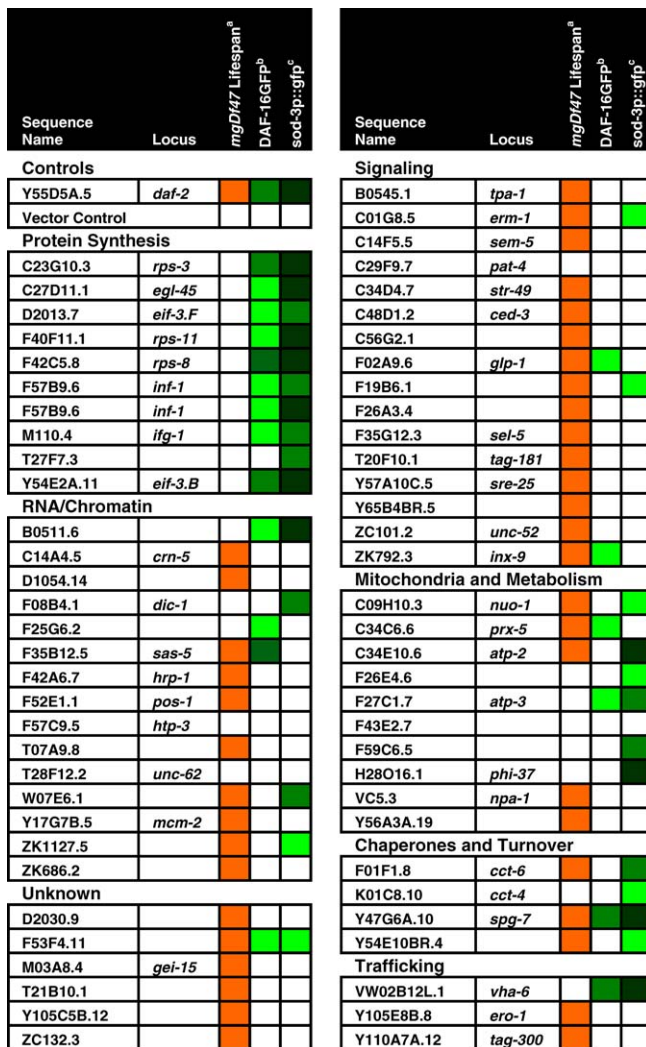 Sequence Name Locus mgDf47 Lifespan^a DAF-16GFP^b sod-3p::gfp^c
Controls
Y55D5A.5 daf-2
Vector Control
Protein Synthesis
C23G10.3 rps-3
C27D11.1 egl-45
D2013.7 eif-3.F
F40F11.1 rps-11
F42C5.8 rps-8
F57B9.6 inf-1
F57B9.6 inf-1
M110.4 ifg-1
T27F7.3
Y54E2A.11 eif-3.B
RNA/Chromatin
B0511.6
C14A4.5 crn-5
D1054.14
F08B4.1 dic-1
F25G6.2
F35B12.5 sas-5
F42A6.7 hrp-1
F52E1.1 pos-1
F57C9.5 htp-3
T07A9.8
T28F12.2 unc-62
W07E6.1
Y17G7B.5 mcm-2
ZK1127.5
ZK686.2
Unknown
D2030.9
F53F4.11
M03A8.4 gei-15
T21B10.1
Y105C5B.12
ZC132.3
Sequence Name Locus mgDf47 Lifespan^a DAF-16GFP^b sod-3p::gfp^c
Signaling
B0545.1 tpa-1
C01G8.5 erm-1
C14F5.5 sem-5
C29F9.7 pat-4
C34D4.7 str-49
C48D1.2 ced-3
C56G2.1
F02A9.6 glp-1
F19B6.1
F26A3.4
F35G12.3 sel-5
T20F10.1 tag-181
Y57A10C.5 sre-25
Y65B4BR.5
ZC101.2 unc-52
ZK792.3 inx-9
Mitochondria and Metabolism
C09H10.3 nuo-1
C34C6.6 prx-5
C34E10.6 atp-2
F26E4.6
F27C1.7 atp-3
F43E2.7
F59C6.5
H28O16.1 phi-37
VC5.3 npa-1
Y56A3A.19
Chaperones and Turnover
F01F1.8 cct-6
K01C8.10 cct-4
Y47G6A.10 spg-7
Y54E10BR.4
Trafficking
VW02B12L.1 vha-6
Y105E8B.8 ero-1
Y110A7A.12 tag-300